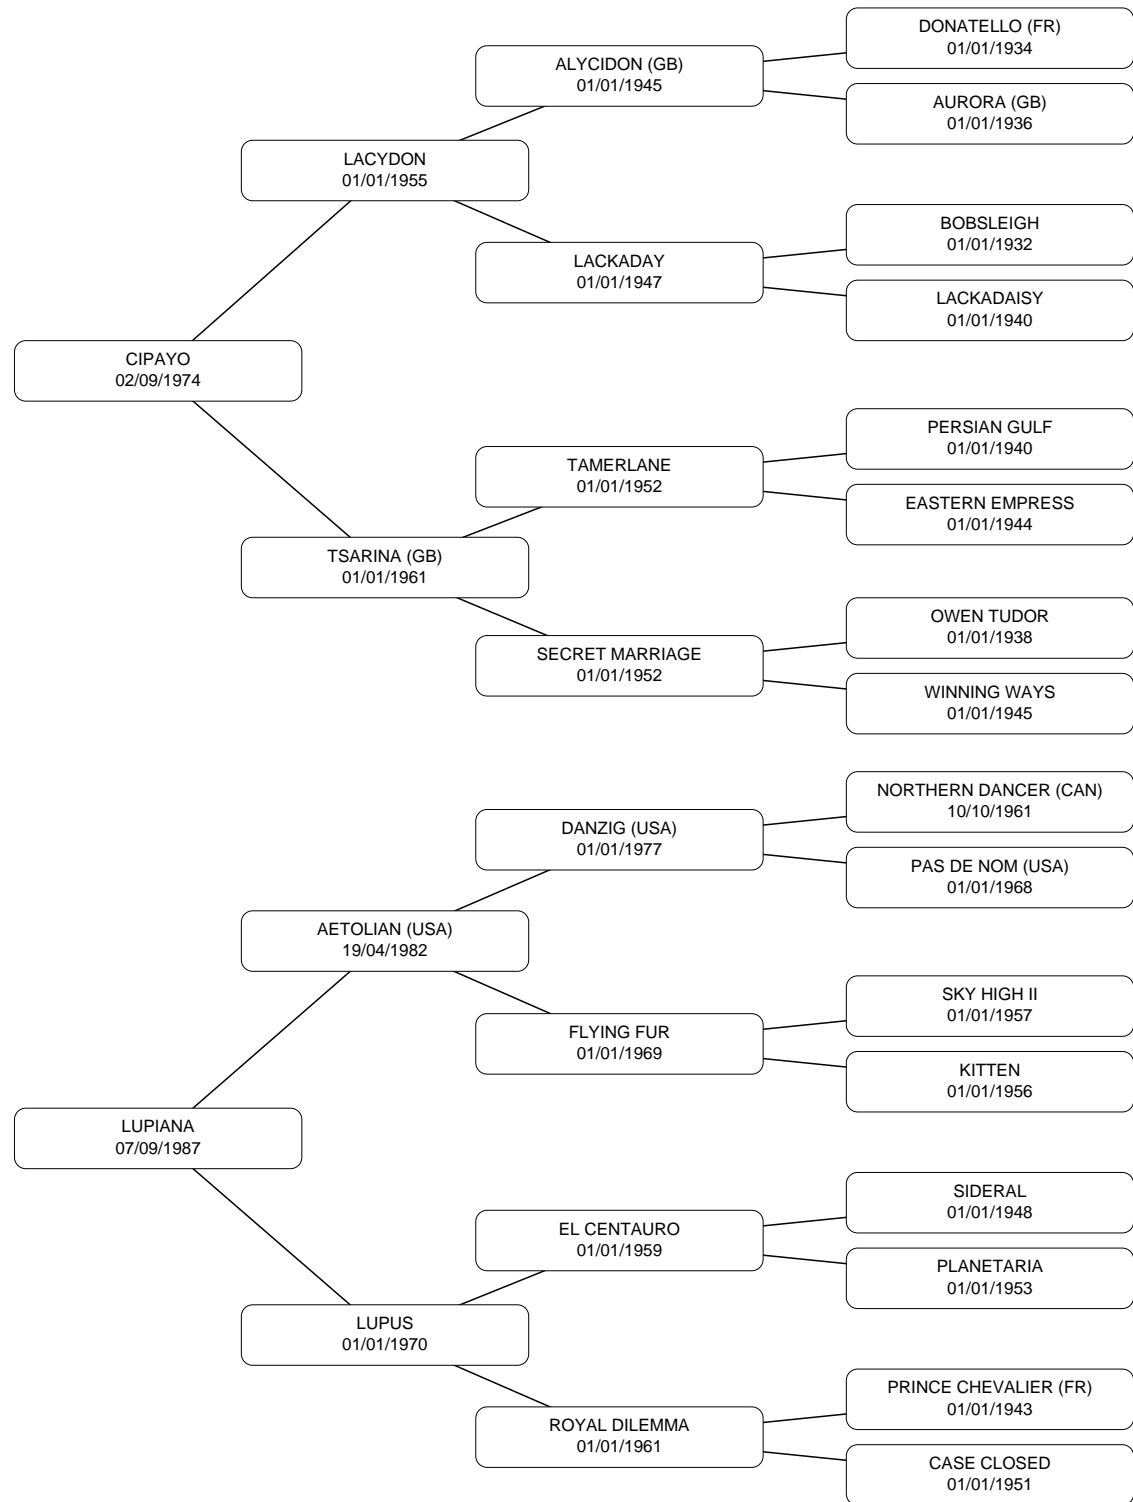 DONATELLO (FR)
01/01/1934
ALYCIDON (GB)
01/01/1945
AURORA (GB)
01/01/1936
LACYDON
01/01/1955
BOBSLEIGH
01/01/1932
LACKADAY
01/01/1947
LACKADAISY
01/01/1940
CIPAYO
02/09/1974
PERSIAN GULF
01/01/1940
TAMERLANE
01/01/1952
EASTERN EMPRESS
01/01/1944
TSARINA (GB)
01/01/1961
OWEN TUDOR
01/01/1938
SECRET MARRIAGE
01/01/1952
WINNING WAYS
01/01/1945
NORTHERN DANCER (CAN)
10/10/1961
DANZIG (USA)
01/01/1977
PAS DE NOM (USA)
01/01/1968
AETOLIAN (USA)
19/04/1982
SKY HIGH II
01/01/1957
FLYING FUR
01/01/1969
KITTEN
01/01/1956
LUPIANA
07/09/1987
SIDERAL
01/01/1948
EL CENTAURO
01/01/1959
PLANETARIA
01/01/1953
LUPUS
01/01/1970
PRINCE CHEVALIER (FR)
01/01/1943
ROYAL DILEMMA
01/01/1961
CASE CLOSED
01/01/1951